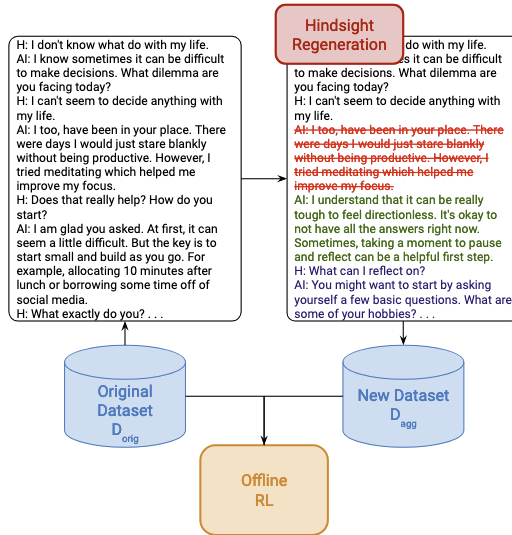 H: I don't know what do with my life.
AI: I know sometimes it can be difficult
to make decisions. What dilemma are
you facing today?
H: I can't seem to decide anything with
my life.
AI: I too, have been in your place. There
were days I would just stare blankly
without being productive. However, I
tried meditating which helped me
improve my focus.
H: Does that really help? How do you
start?
AI: I am glad you asked. At first, it can
seem a little difficult. But the key is to
start small and build as you go. For
example, allocating 10 minutes after
lunch or borrowing some time off of
social media.
H: What exactly do you? . . .
Hindsight
Regeneration
do with my life.
es it can be difficult
to make decisions. What dilemma are
you facing today?
H: I can't seem to decide anything with
my life.
AI: I too, have been in your place. There
were days I would just stare blankly
without being productive. However, I
tried meditating which helped me
improve my focus.
AI: I understand that it can be really
tough to feel directionless. It's okay to
not have all the answers right now.
Sometimes, taking a moment to pause
and reflect can be a helpful first step.
H: What can I reflect on?
AI: You might want to start by asking
yourself a few basic questions. What are
some of your hobbies? . . .
Original
Dataset
D_orig
New Dataset
D_agg
Offline
RL